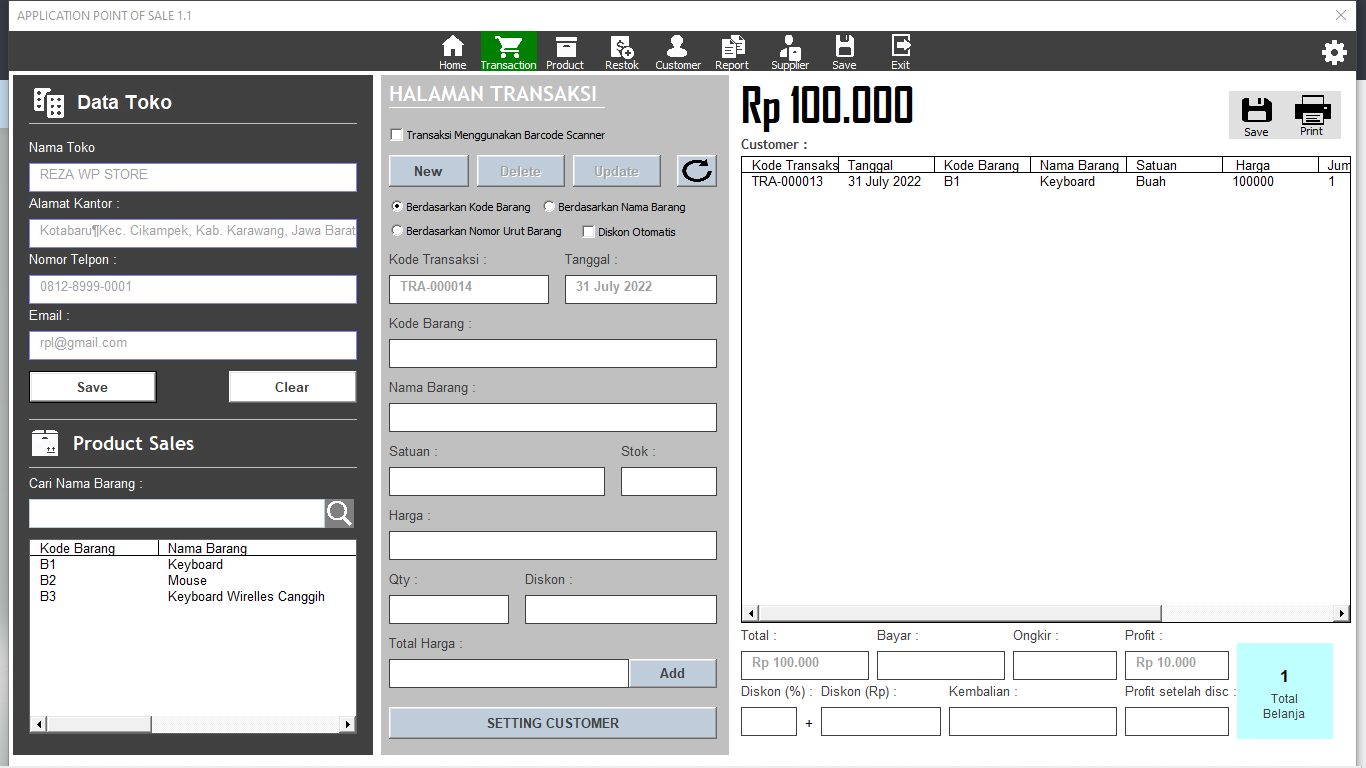 APPLICATION POINT OF SALE 1.1
Home Transaction Product Restok Customer Report Supplier Save Exit
Data Toko
Nama Toko
REZA WP STORE
Alamat Kantor :
Kotabaru¶Kec. Cikampek, Kab. Karawang, Jawa Barat
Nomor Telpon :
0812-8999-0001
Email :
rpl@gmail.com
Save Clear
Product Sales
Cari Nama Barang :
Kode Barang Nama Barang
B1 Keyboard
B2 Mouse
B3 Keyboard Wirelles Canggih
HALAMAN TRANSAKSI
Transaksi Menggunakan Barcode Scanner
New Delete Update
Berdasarkan Kode Barang Berdasarkan Nama Barang
Berdasarkan Nomor Urut Barang Diskon Otomatis
Kode Transaksi : Tanggal :
TRA-000014 31 July 2022
Kode Barang :
Nama Barang :
Satuan : Stok :
Harga :
Qty : Diskon :
Total Harga :
Add
SETTING CUSTOMER
Rp 100.000
Save Print
Customer :
Kode Transaks Tanggal Kode Barang Nama Barang Satuan Harga Jum
TRA-000013 31 July 2022 B1 Keyboard Buah 100000 1
Total : Bayar : Ongkir : Profit :
Rp 100.000 Rp 10.000
Diskon (%) : Diskon (Rp) : Kembalian : Profit setelah disc :
+
1
Total
Belanja